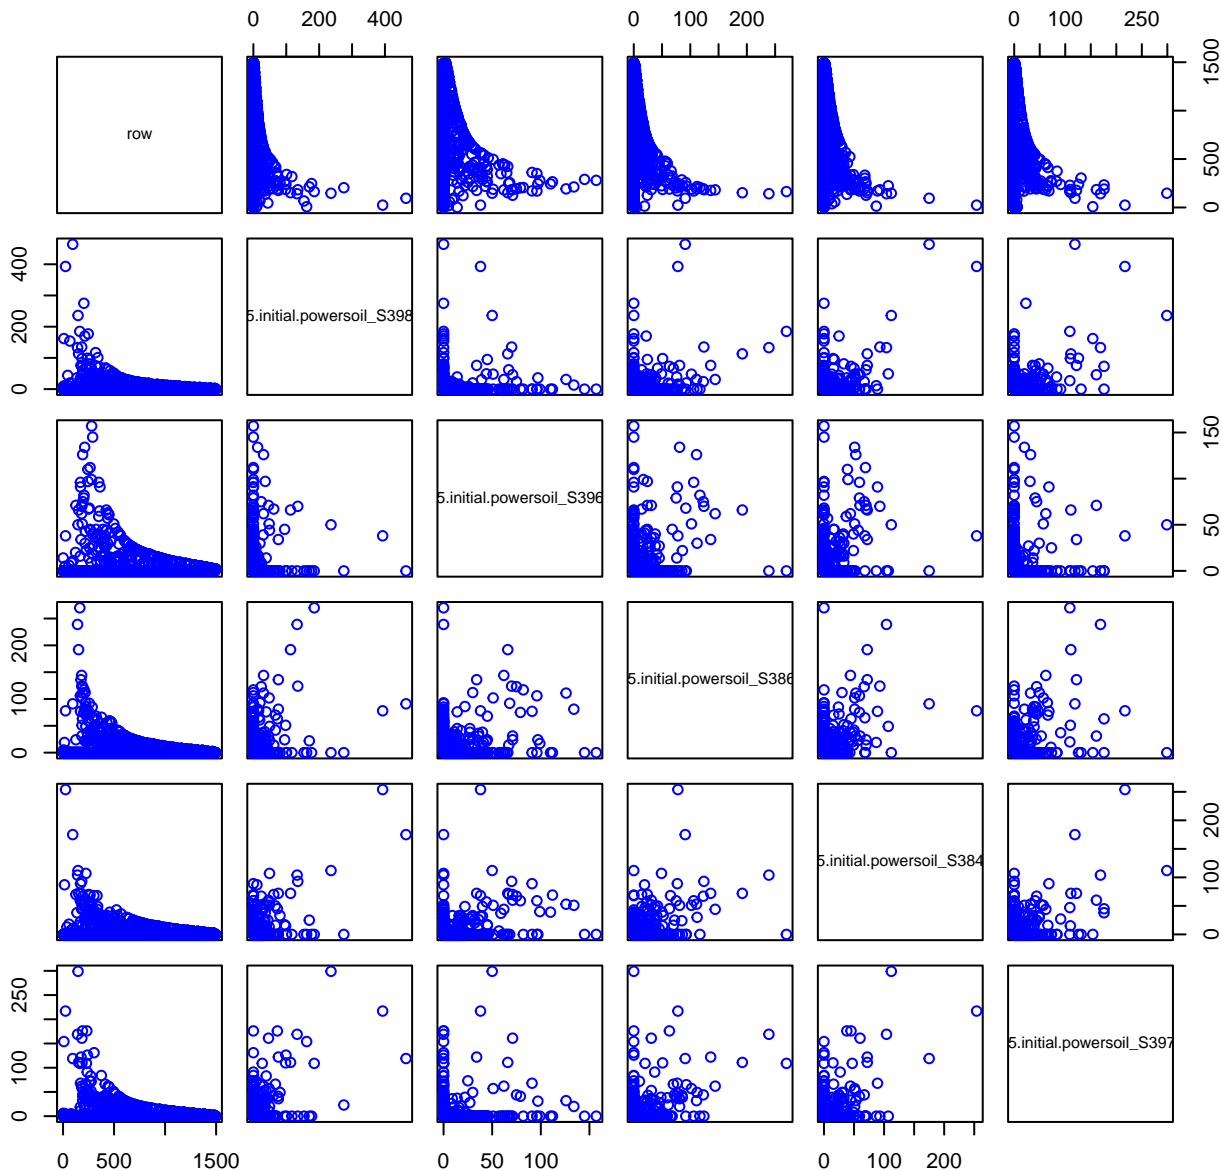 0 200 400 0 100 200 0 100 250
row
0 500 1500
0 200 400
5.initial.powersoil_S398
5.initial.powersoil_S396
0 50 150
0 100 200
5.initial.powersoil_S386
5.initial.powersoil_S384
0 100 200
0 100 250
5.initial.powersoil_S397
0 500 1500 0 50 100 0 100 200